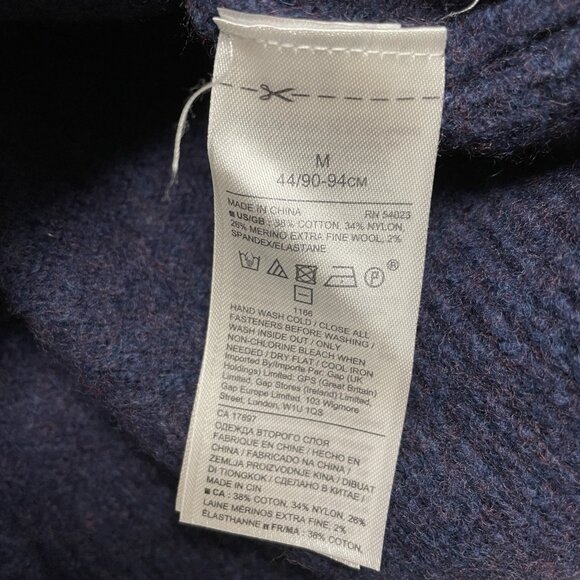 M
44/90-94CM
MADE IN CHINA RN 54023
■ US/GB : 38% COTTON, 34% NYLON,
26% MERINO EXTRA FINE WOOL, 2%
SPANDEX/ELASTANE
1166
HAND WASH COLD / CLOSE ALL
FASTENERS BEFORE WASHING /
WASH INSIDE OUT / ONLY
NON-CHLORINE BLEACH WHEN
NEEDED / DRY FLAT / COOL IRON
Imported By/Importe Par: Gap (UK
Holdings) Limited: GPS (Great Britain)
Limited, Gap Stores (Ireland) Limited:
Gap Europe Limited, 103 Wigmore
Street, London, W1U 1QS
CA 17897
ОДЕЖДА ВТОРОГО СЛОЯ
FABRIQUE EN CHINE / HECHO EN
CHINA / FABRICADO NA CHINA /
ZEMLJA PROIZVODNJE KINA / DIBUAT
DI TIONGKOK / СДЕЛАНО В КИТАЕ /
MADE IN CIN
■ CA : 38% COTON, 34% NYLON, 26%
LAINE MÉRINOS EXTRA FINE, 2%
ÉLASTHANNE ■ FR/MA : 38% COTON,